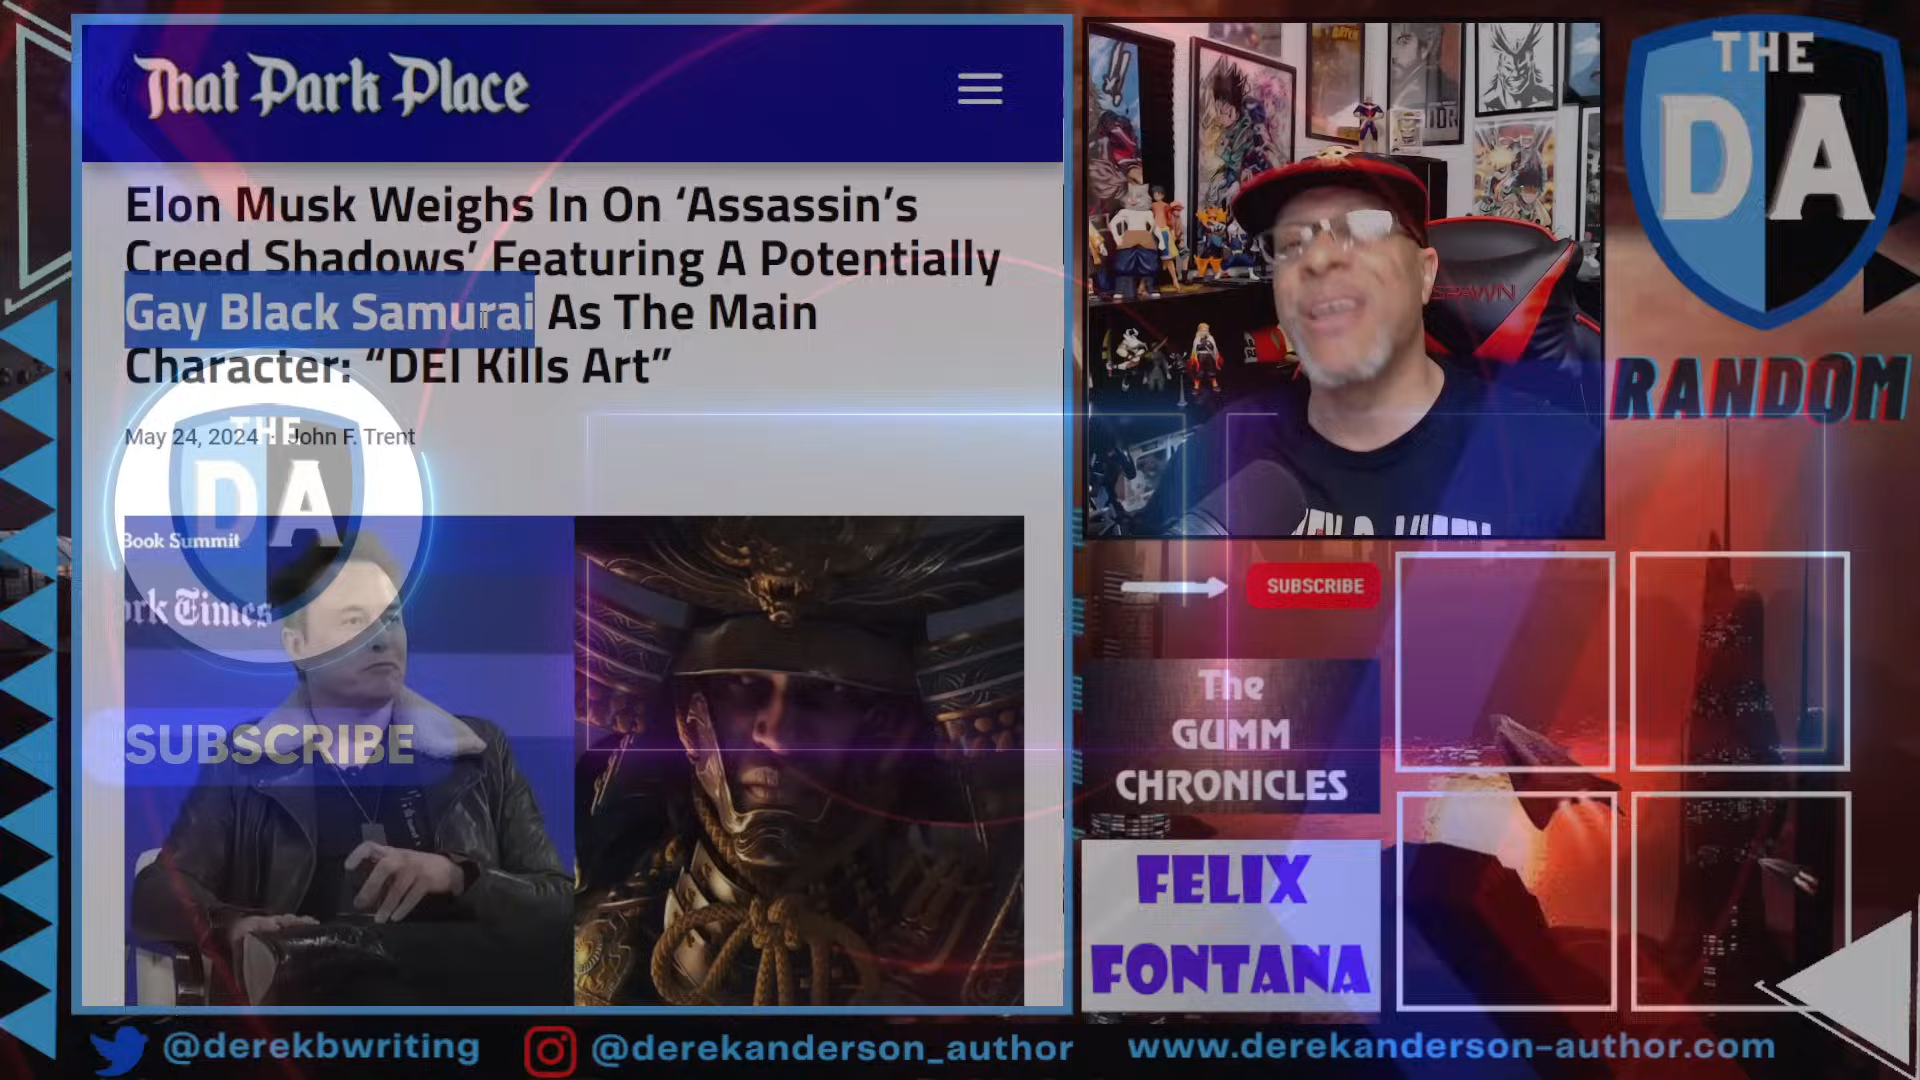 That Park Place
Elon Musk Weighs In On ‘Assassin’s
Creed Shadows’ Featuring A Potentially
Gay Black Samurai As The Main
Character: “DEI Kills Art”
May 24, 2024 · John F. Trent
THE
DA
Book Summit
ork Times
SUBSCRIBE
SPAWN
THE
DA
RANDOM
SUBSCRIBE
The
GUMM
CHRONICLES
FELIX
FONTANA
@derekbwriting
@derekanderson_author
www.derekanderson-author.com